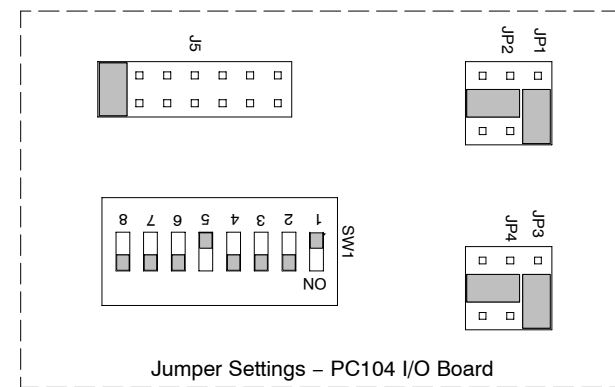 J5
JP2 JP1
8 7 6 5 4 3 2 1
SW1
ON
JP4 JP3
Jumper Settings – PC104 I/O Board